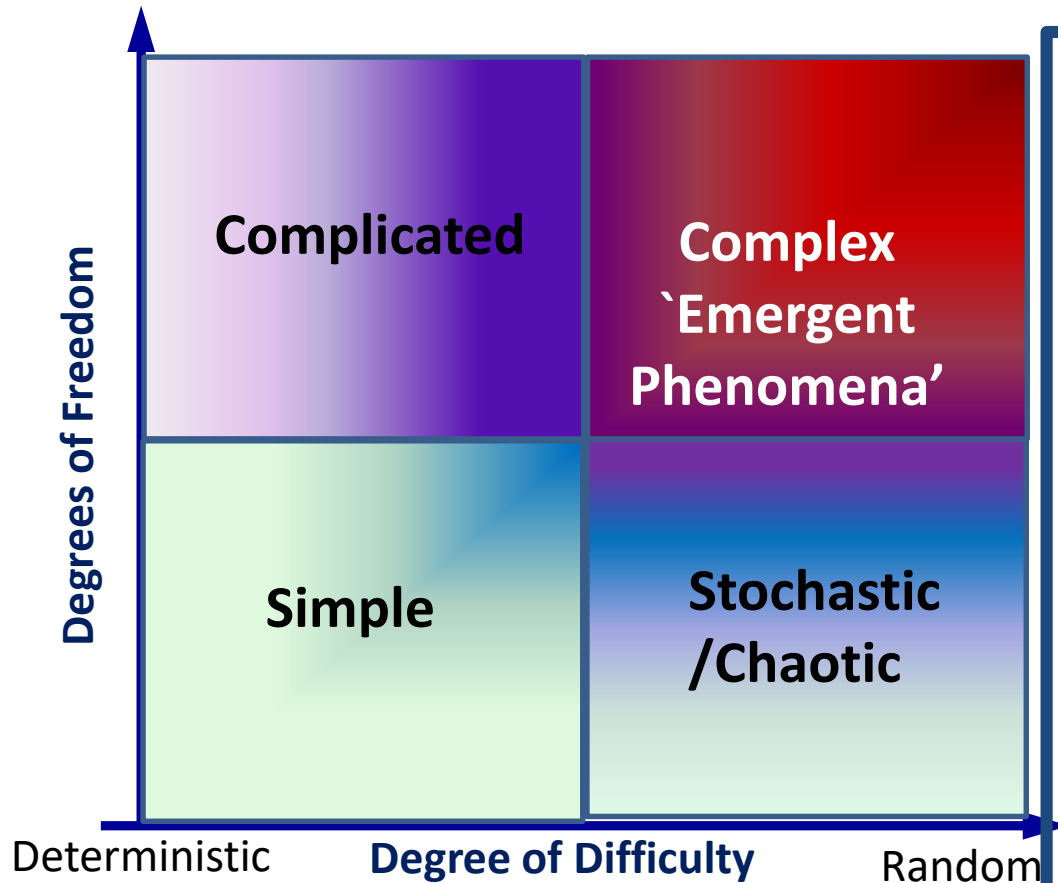 Degrees of Freedom
Complicated
Complex
`Emergent
Phenomena’
Simple
Stochastic
/Chaotic
Deterministic
Degree of Difficulty
Random